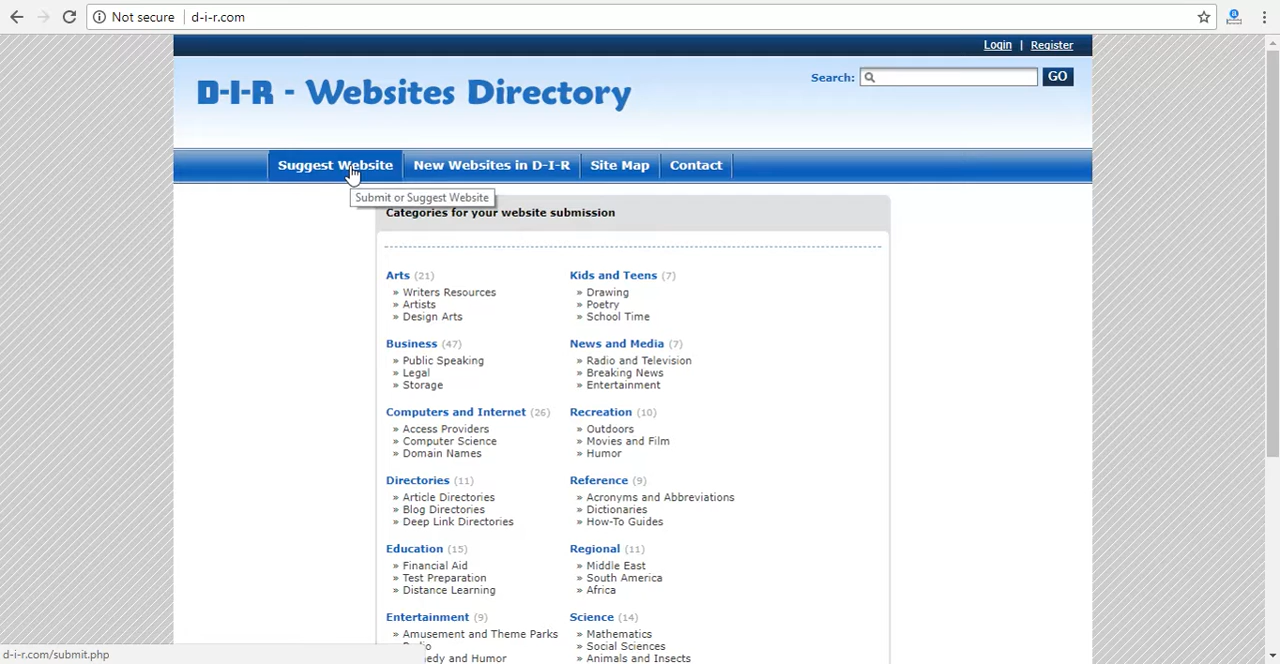 Not secure d-i-r.com
Login | Register
D-I-R - Websites Directory
Search: GO
Suggest Website New Websites in D-I-R Site Map Contact
Submit or Suggest Website
Categories for your website submission
Arts (21)
» Writers Resources
» Artists
» Design Arts
Business (47)
» Public Speaking
» Legal
» Storage
Computers and Internet (26)
» Access Providers
» Computer Science
» Domain Names
Directories (11)
» Article Directories
» Blog Directories
» Deep Link Directories
Education (15)
» Financial Aid
» Test Preparation
» Distance Learning
Entertainment (9)
» Amusement and Theme Parks
and Humor
Kids and Teens (7)
» Drawing
» Poetry
» School Time
News and Media (7)
» Radio and Television
» Breaking News
» Entertainment
Recreation (10)
» Outdoors
» Movies and Film
» Humor
Reference (9)
» Acronyms and Abbreviations
» Dictionaries
» How-To Guides
Regional (11)
» Middle East
» South America
» Africa
Science (14)
» Mathematics
» Social Sciences
» Animals and Insects
d-i-r.com/submit.php